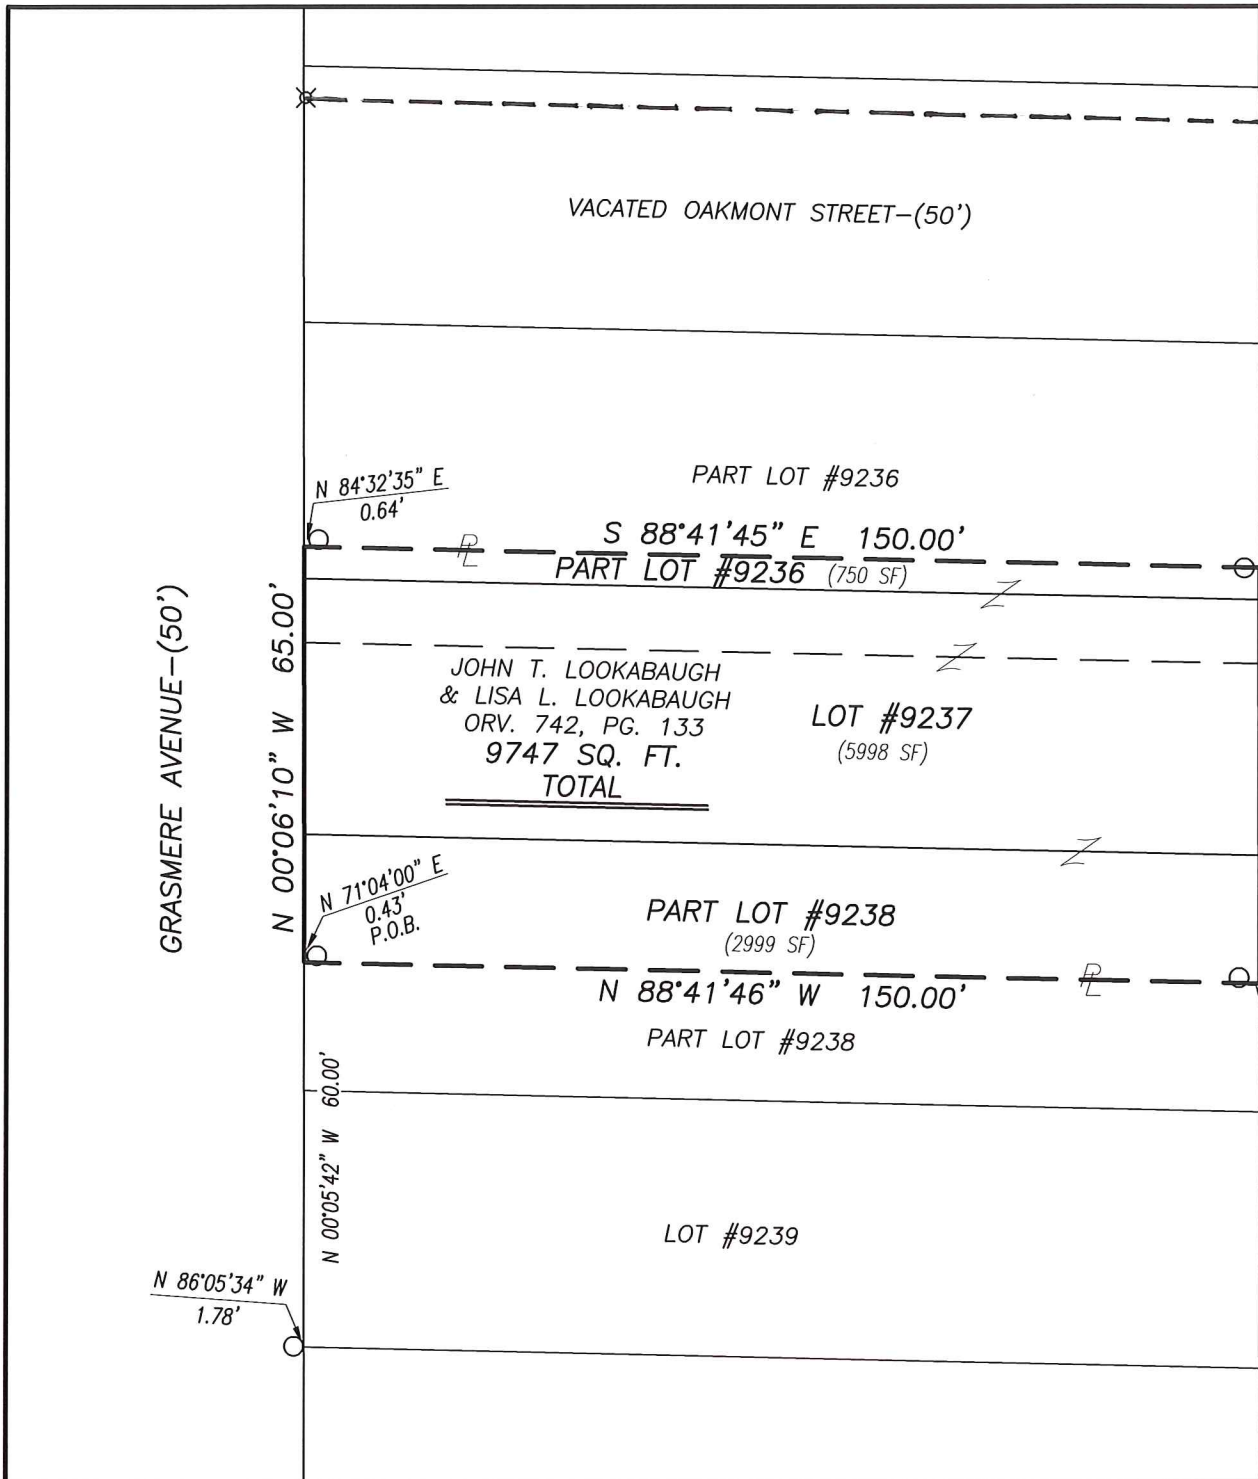 VACATED OAKMONT STREET-(50')
PART LOT #9236
N 84°32'35" E
0.64'
S 88°41'45" E 150.00'
PL
PART LOT #9236 (750 SF)
Z
Z
GRASMERE AVENUE-(50')
N 00°06'10" W 65.00'
JOHN T. LOOKABAUGH
& LISA L. LOOKABAUGH
ORV. 742, PG. 133
9747 SQ. FT.
TOTAL
LOT #9237
(5998 SF)
Z
N 71°04'00" E
0.43'
P.O.B.
PART LOT #9238
(2999 SF)
PL
N 88°41'46" W 150.00'
PART LOT #9238
N 00°05'42" W 60.00'
LOT #9239
N 86°05'34" W
1.78'